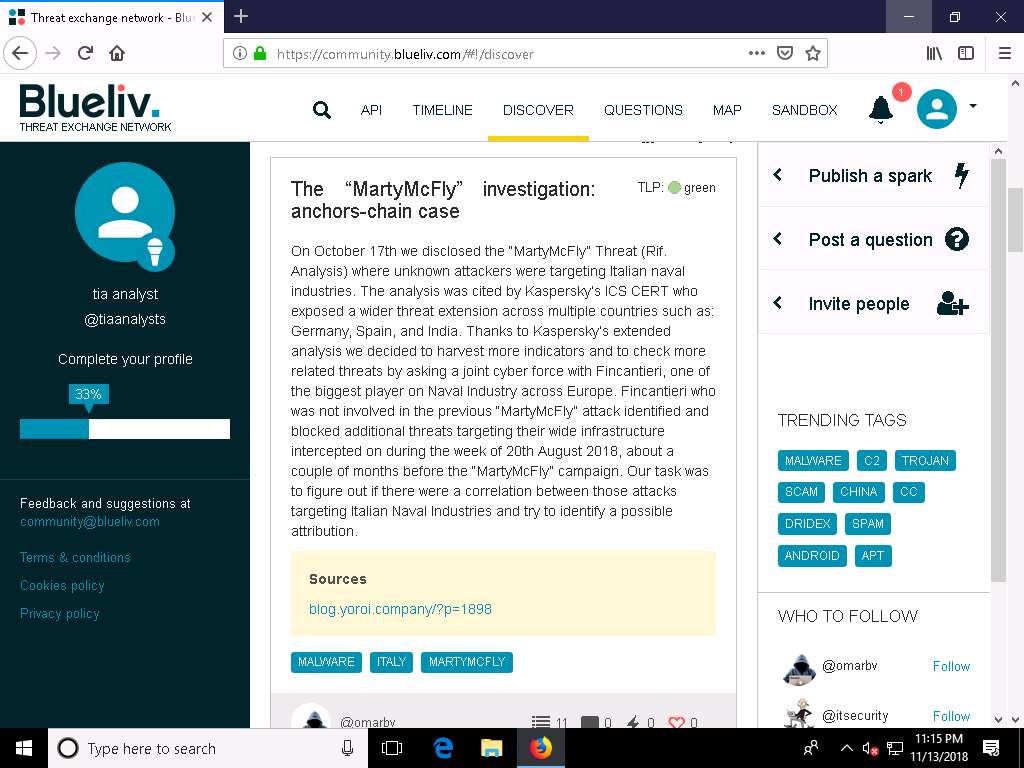 Threat exchange network - Blu
https://community.blueliv.com/#!/discover
Blueliv.
THREAT EXCHANGE NETWORK
API
TIMELINE
DISCOVER
QUESTIONS
MAP
SANDBOX
1
tia analyst
@tiaanalysts
Complete your profile
33%
Feedback and suggestions at
community@blueliv.com
Terms & conditions
Cookies policy
Privacy policy
The “MartyMcFly” investigation:
anchors-chain case
TLP: green
On October 17th we disclosed the "MartyMcFly" Threat (Rif.
Analysis) where unknown attackers were targeting Italian naval
industries. The analysis was cited by Kaspersky's ICS CERT who
exposed a wider threat extension across multiple countries such as:
Germany, Spain, and India. Thanks to Kaspersky's extended
analysis we decided to harvest more indicators and to check more
related threats by asking a joint cyber force with Fincantieri, one of
the biggest player on Naval Industry across Europe. Fincantieri who
was not involved in the previous "MartyMcFly" attack identified and
blocked additional threats targeting their wide infrastructure
intercepted on during the week of 20th August 2018, about a
couple of months before the "MartyMcFly" campaign. Our task was
to figure out if there were a correlation between those attacks
targeting Italian Naval Industries and try to identify a possible
attribution.
Sources
blog.yoroi.company/?p=1898
MALWARE ITALY MARTYMCFLY
@omarbv 11 0 0 0
Publish a spark
Post a question
Invite people
TRENDING TAGS
MALWARE C2 TROJAN
SCAM CHINA CC
DRIDEX SPAM
ANDROID APT
WHO TO FOLLOW
@omarbv Follow
@itsecurity Follow
Type here to search
11:15 PM
11/13/2018